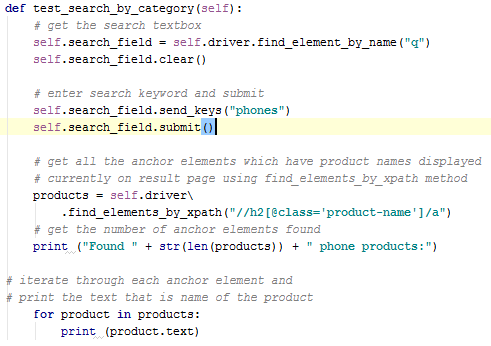 def test_search_by_category(self):
# get the search textbox
self.search_field = self.driver.find_element_by_name("q")
self.search_field.clear()
# enter search keyword and submit
self.search_field.send_keys("phones")
self.search_field.submit()
# get all the anchor elements which have product names displayed
# currently on result page using find_elements_by_xpath method
products = self.driver\
.find_elements_by_xpath("//h2[@class='product-name']/a")
# get the number of anchor elements found
print ("Found " + str(len(products)) + " phone products:")
# iterate through each anchor element and
# print the text that is name of the product
for product in products:
print (product.text)